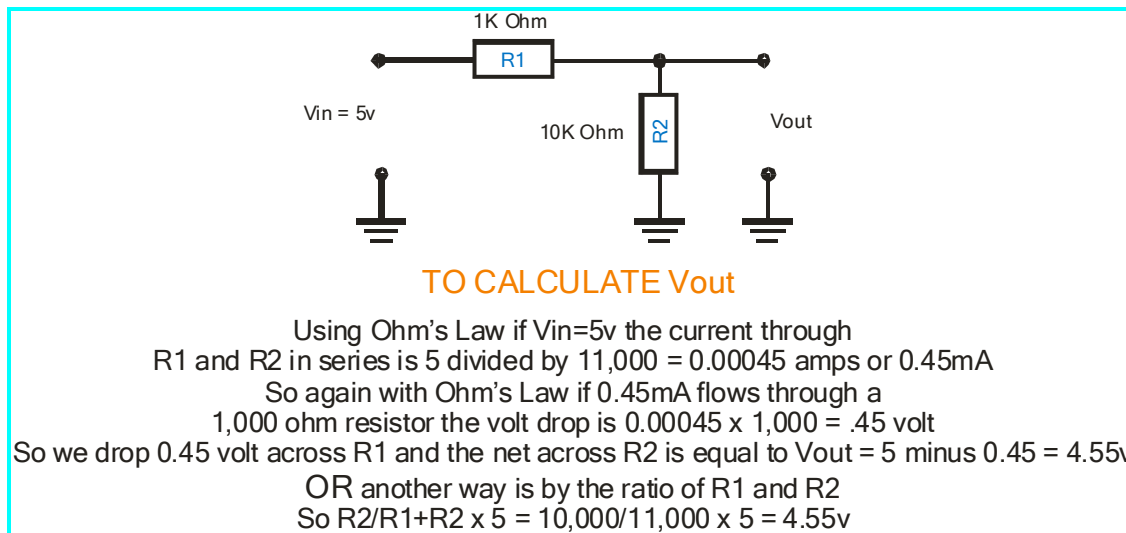 1K Ohm
R1
Vin = 5v
10K Ohm
R2
Vout
TO CALCULATE Vout
Using Ohm's Law if Vin=5v the current through
R1 and R2 in series is 5 divided by 11,000 = 0.00045 amps or 0.45mA
So again with Ohm's Law if 0.45mA flows through a
1,000 ohm resistor the volt drop is 0.00045 x 1,000 = .45 volt
So we drop 0.45 volt across R1 and the net across R2 is equal to Vout = 5 minus 0.45 = 4.55v
OR another way is by the ratio of R1 and R2
So R2/R1+R2 x 5 = 10,000/11,000 x 5 = 4.55v